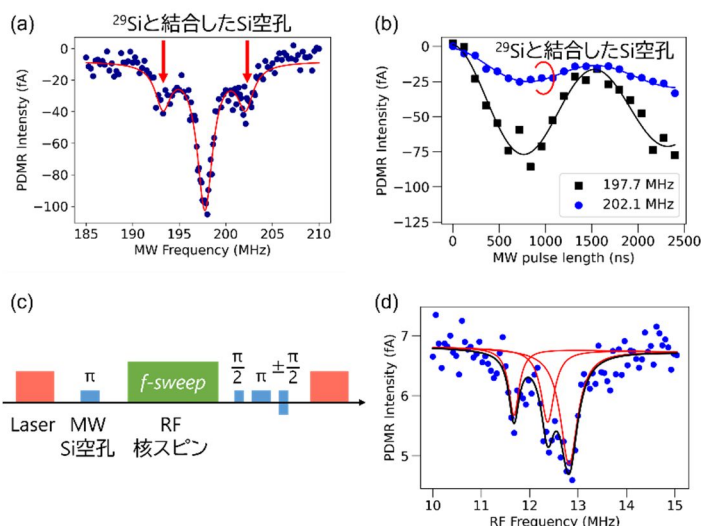 (a)
²⁹Siと結合したSi空孔
0
−20
−40
−60
−80
−100
PDMR Intensity (fA)
185
190
195
200
205
210
MW Frequency (MHz)
(b)
²⁹Siと結合したSi空孔
0
−25
−50
−75
−100
−125
PDMR Intensity (fA)
197.7 MHz
202.1 MHz
0
500
1000
1500
2000
2500
MW pulse length (ns)
(c)
π
f-sweep
π/2
π
±π/2
Laser
MW
Si空孔
RF
核スピン
(d)
7
6
5
PDMR Intensity (fA)
10
11
12
13
14
15
RF Frequency (MHz)